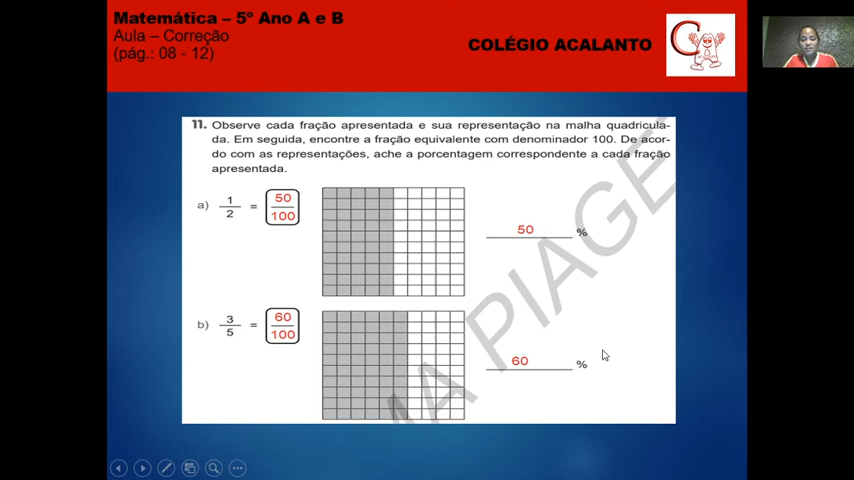 Matemática – 5º Ano A e B
Aula – Correção
(pág.: 08 - 12)
COLÉGIO ACALANTO
11. Observe cada fração apresentada e sua representação na malha quadricula-
da. Em seguida, encontre a fração equivalente com denominador 100. De acor-
do com as representações, ache a porcentagem correspondente a cada fração
apresentada.
a) 1/2 = 50/100
50 %
b) 3/5 = 60/100
60 %
MA PIAGE